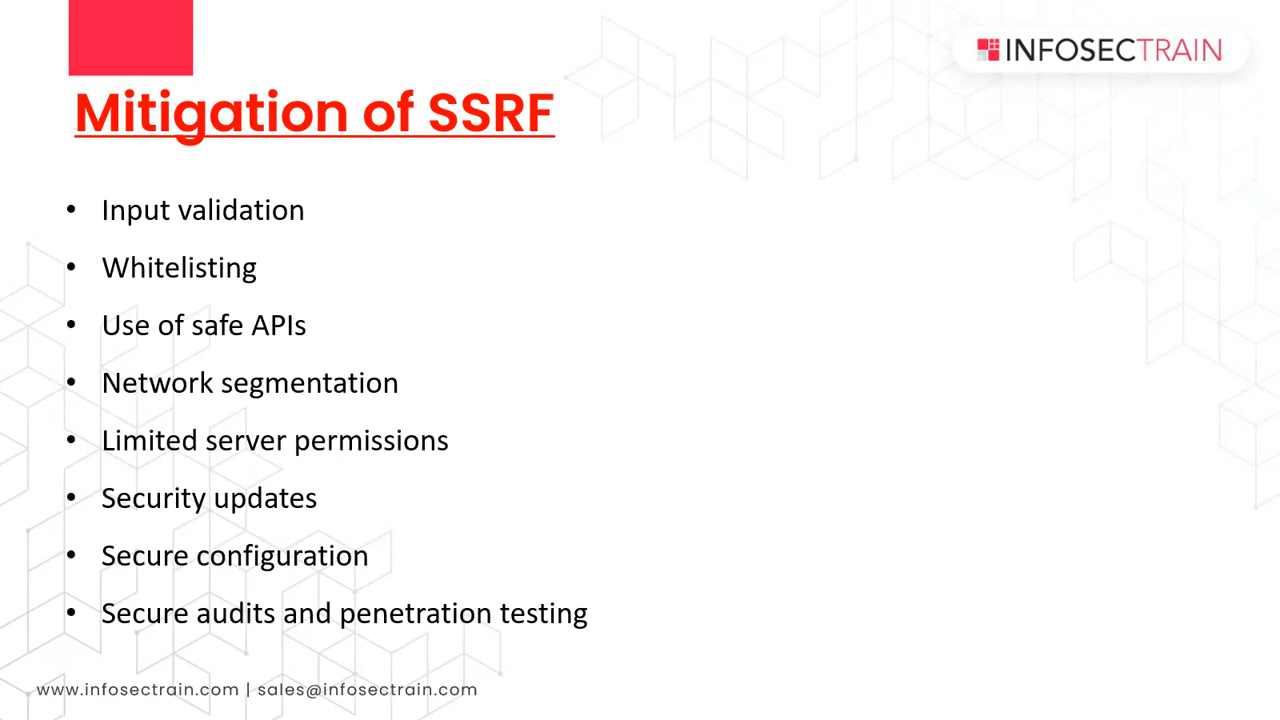 INFOSECTRAIN
Mitigation of SSRF
• Input validation
• Whitelisting
• Use of safe APIs
• Network segmentation
• Limited server permissions
• Security updates
• Secure configuration
• Secure audits and penetration testing
www.infosectrain.com | sales@infosectrain.com